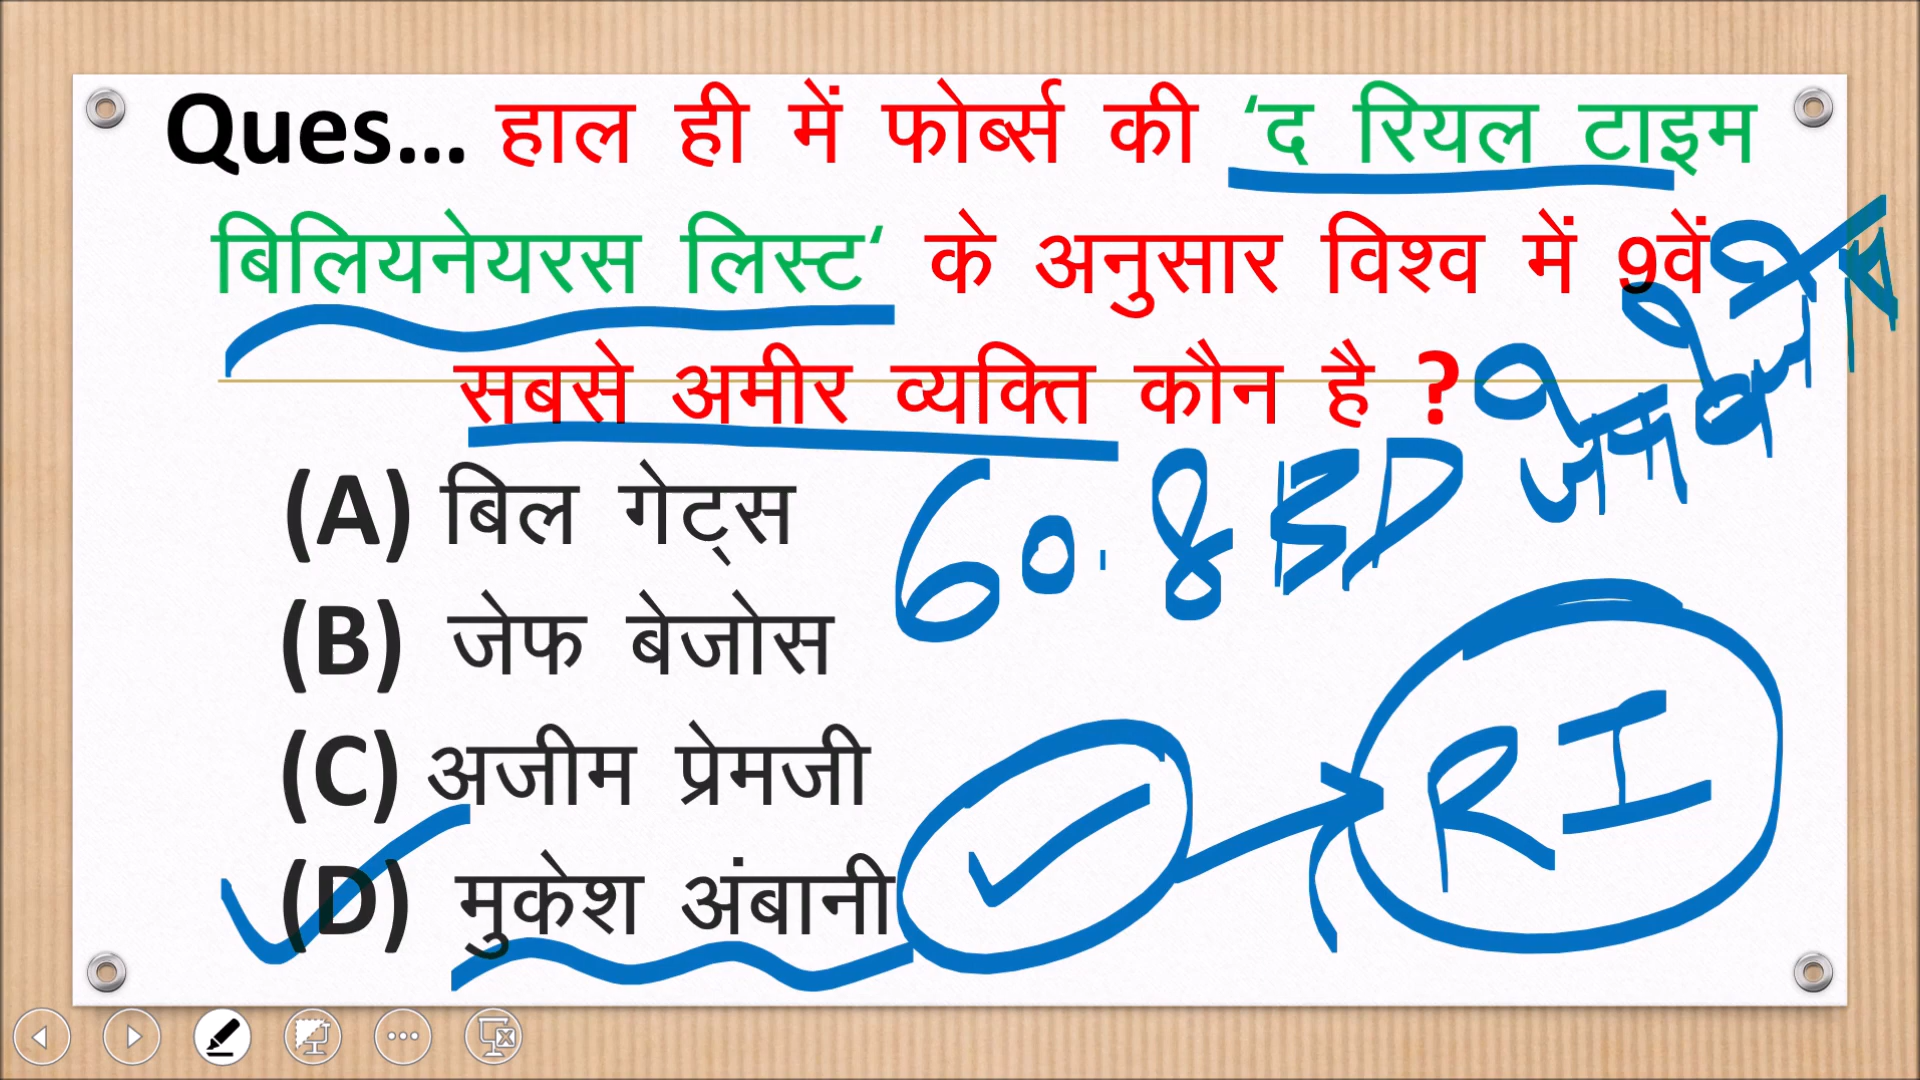 Ques... हाल ही में फोर्ब्स की ‘द रियल टाइम
बिलियनेयरस लिस्ट‘ के अनुसार विश्व में 9वें
सबसे अमीर व्यक्ति कौन है ?
(A) बिल गेट्स
60.8 BD
(B) जेफ बेजोस
(C) अजीम प्रेमजी
RI
(D) मुकेश अंबानी